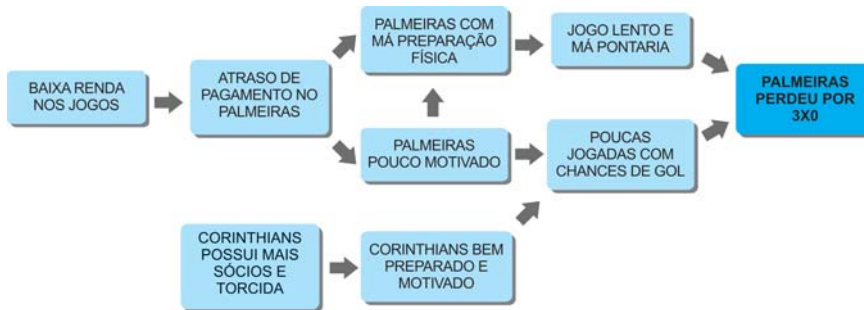 BAIXA RENDA
NOS JOGOS
ATRASO DE
PAGAMENTO NO
PALMEIRAS
PALMEIRAS COM
MÁ PREPARAÇÃO
FÍSICA
JOGO LENTO E
MÁ PONTARIA
PALMEIRAS
PERDEU POR
3X0
PALMEIRAS
POUCO MOTIVADO
POUCAS
JOGADAS COM
CHANCES DE GOL
CORINTHIANS
POSSUI MAIS
SÓCIOS E
TORCIDA
CORINTHIANS BEM
PREPARADO E
MOTIVADO